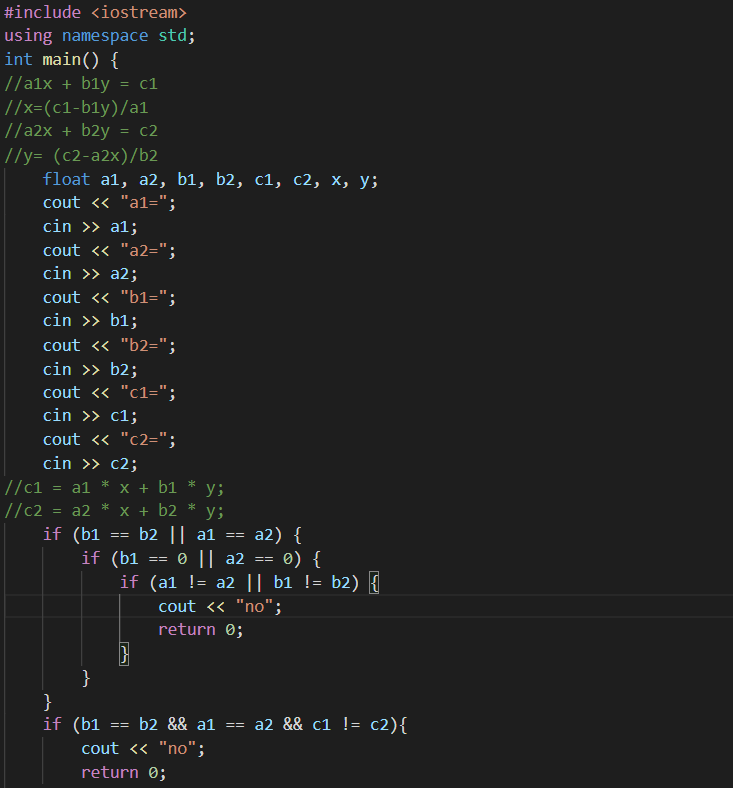 #include <iostream>
using namespace std;
int main() {
//a1x + b1y = c1
//x=(c1-b1y)/a1
//a2x + b2y = c2
//y= (c2-a2x)/b2
    float a1, a2, b1, b2, c1, c2, x, y;
    cout << "a1=";
    cin >> a1;
    cout << "a2=";
    cin >> a2;
    cout << "b1=";
    cin >> b1;
    cout << "b2=";
    cin >> b2;
    cout << "c1=";
    cin >> c1;
    cout << "c2=";
    cin >> c2;
//c1 = a1 * x + b1 * y;
//c2 = a2 * x + b2 * y;
    if (b1 == b2 || a1 == a2) {
        if (b1 == 0 || a2 == 0) {
            if (a1 != a2 || b1 != b2) {
                cout << "no";
                return 0;
            }
        }
    }
    if (b1 == b2 && a1 == a2 && c1 != c2){
        cout << "no";
        return 0;